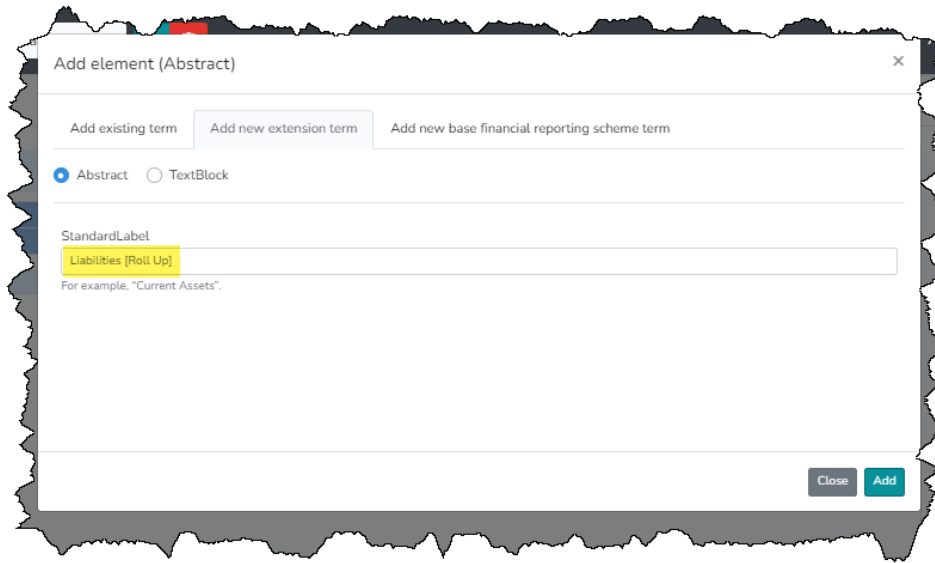 Add element (Abstract)
×
Add existing term
Add new extension term
Add new base financial reporting scheme term
Abstract
TextBlock
StandardLabel
Liabilities [Roll Up]
For example, “Current Assets”.
Close
Add